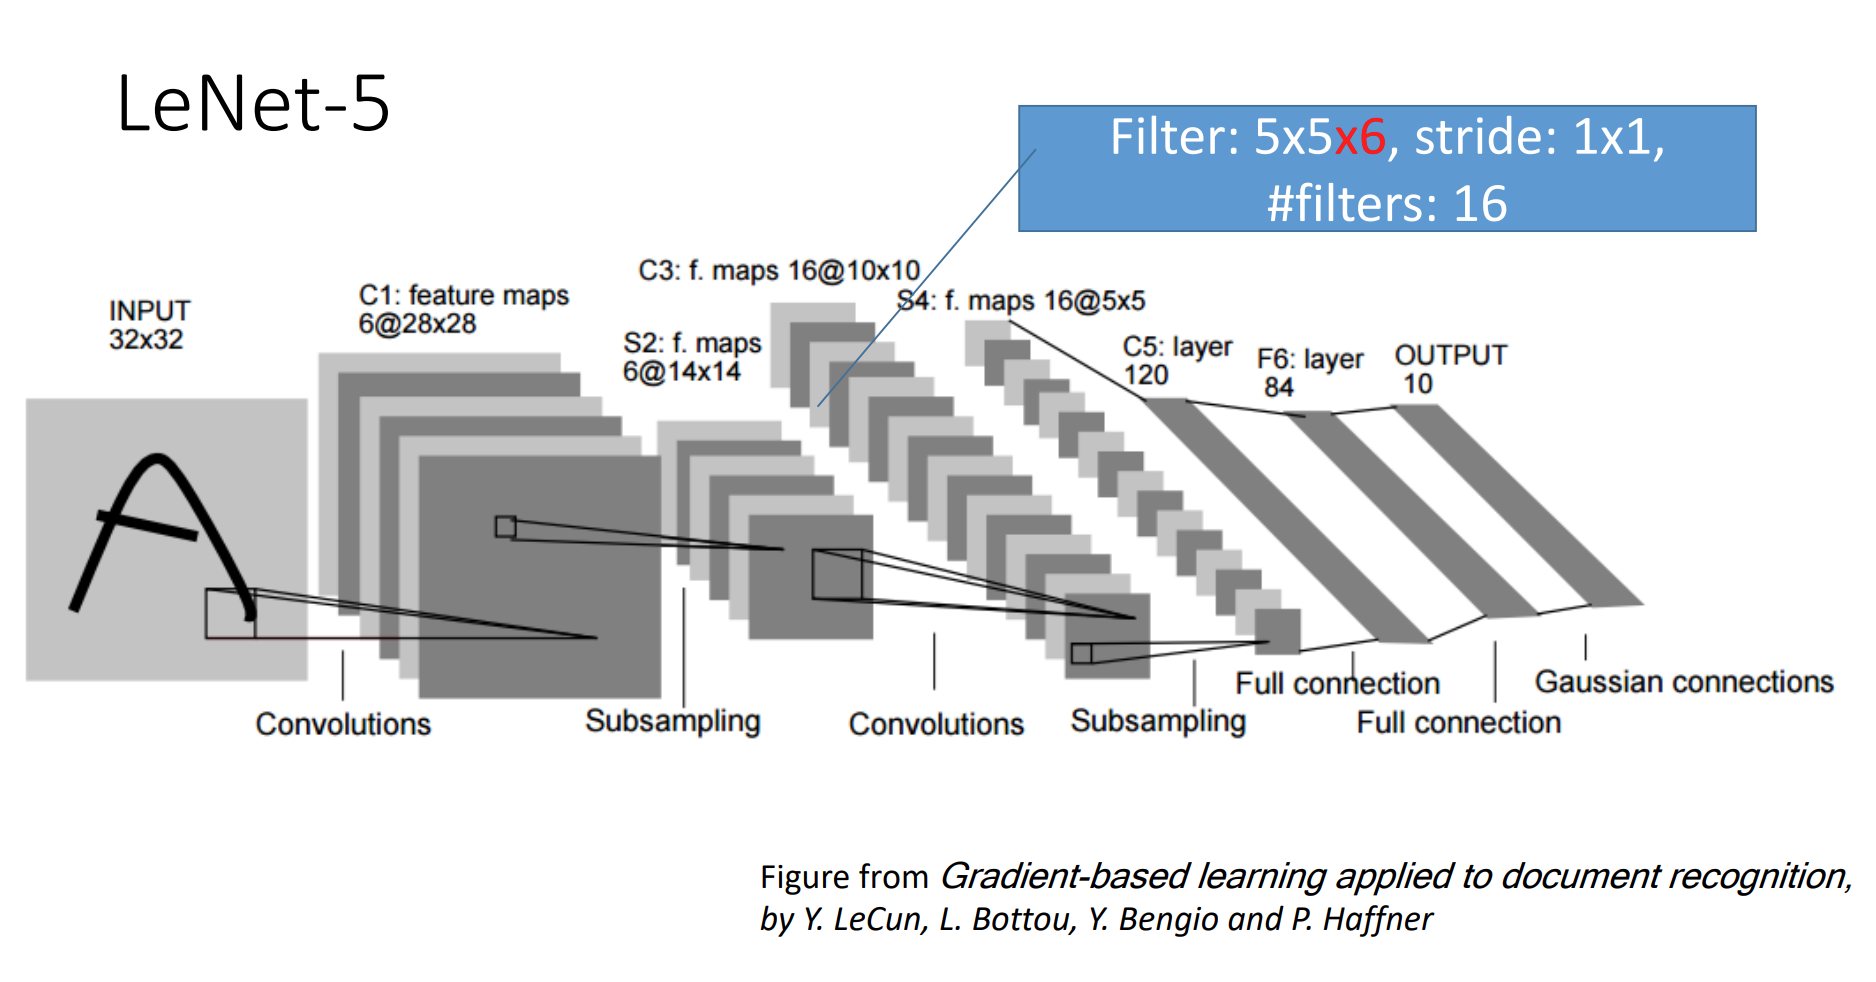 LeNet-5
Filter: 5x5x6, stride: 1x1,
#filters: 16
INPUT
32x32
C1: feature maps
6@28x28
S2: f. maps
6@14x14
C3: f. maps 16@10x10
S4: f. maps 16@5x5
C5: layer
120
F6: layer
84
OUTPUT
10
Convolutions
Subsampling
Convolutions
Subsampling
Full connection
Full connection
Gaussian connections
Figure from Gradient-based learning applied to document recognition,
by Y. LeCun, L. Bottou, Y. Bengio and P. Haffner